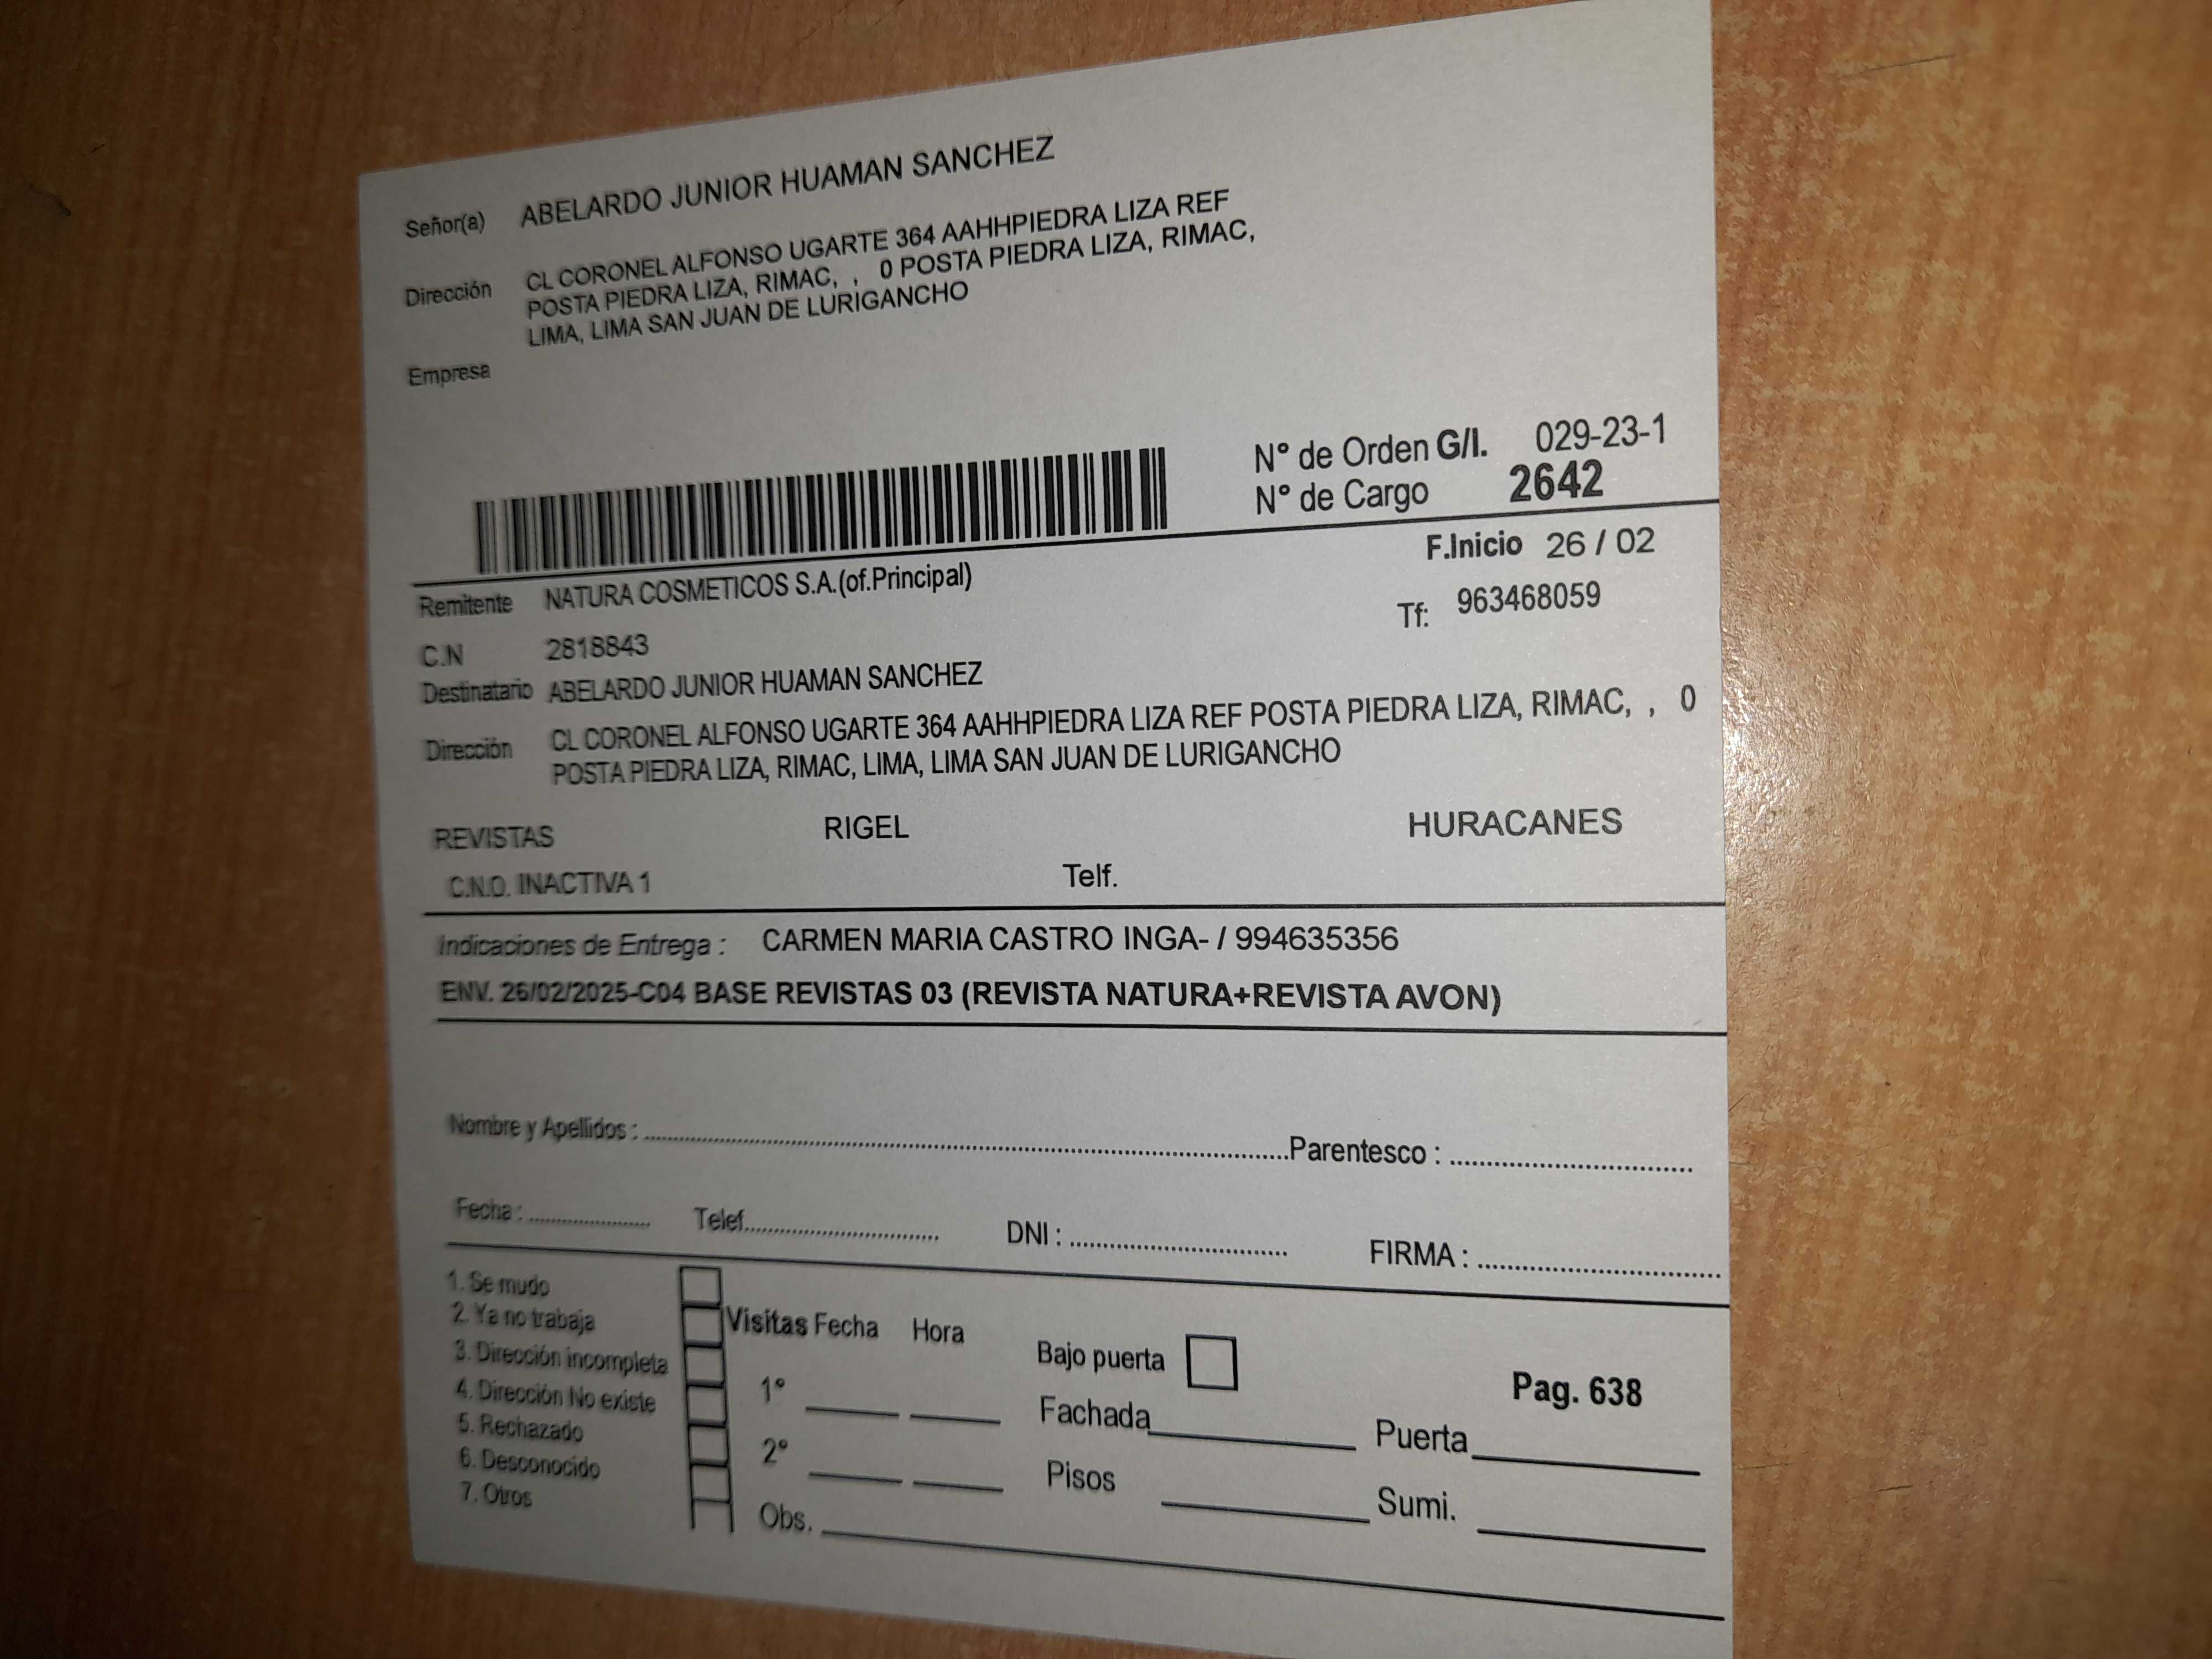 Señor(a) ABELARDO JUNIOR HUAMAN SANCHEZ
Dirección CL CORONEL ALFONSO UGARTE 364 AAHHPIEDRA LIZA REF
POSTA PIEDRA LIZA, RIMAC, , 0 POSTA PIEDRA LIZA, RIMAC,
LIMA, LIMA SAN JUAN DE LURIGANCHO
Empresa
N° de Orden G/I. 029-23-1
N° de Cargo 2642
F.Inicio 26 / 02
Remitente NATURA COSMETICOS S.A.(of.Principal)
Tf: 963468059
C.N 2818843
Destinatario ABELARDO JUNIOR HUAMAN SANCHEZ
Dirección CL CORONEL ALFONSO UGARTE 364 AAHHPIEDRA LIZA REF POSTA PIEDRA LIZA, RIMAC, , 0
POSTA PIEDRA LIZA, RIMAC, LIMA, LIMA SAN JUAN DE LURIGANCHO
REVISTAS RIGEL HURACANES
C.N.O. INACTIVA 1 Telf.
Indicaciones de Entrega : CARMEN MARIA CASTRO INGA- / 994635356
ENV. 26/02/2025-C04 BASE REVISTAS 03 (REVISTA NATURA+REVISTA AVON)
Nombre y Apellidos : Parentesco :
Fecha : Telef. DNI : FIRMA :
1. Se mudo
2. Ya no trabaja
3. Dirección incompleta
4. Dirección No existe
5. Rechazado
6. Desconocido
7. Otros
Visitas Fecha Hora
1°
2°
Obs.
Bajo puerta
Fachada
Pisos
Pag. 638
Puerta
Sumi.